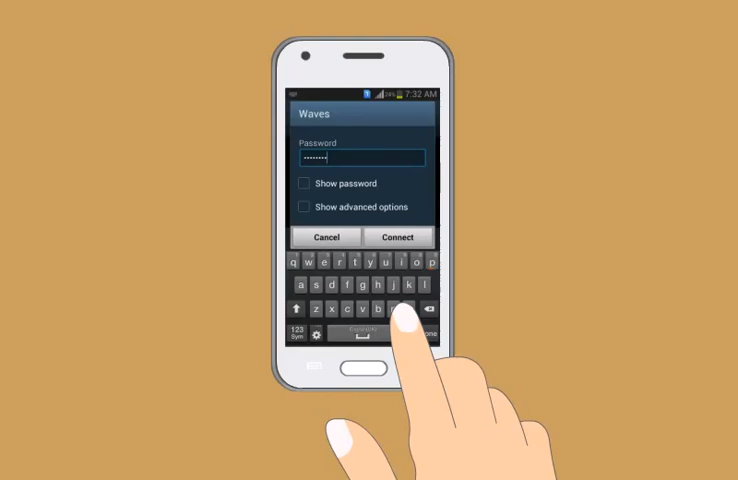 7:32 AM
Waves
Password
••••••••
Show password
Show advanced options
Cancel Connect
q w e r t y u i o p
a s d f g h j k l
z x c v b
123
Sym